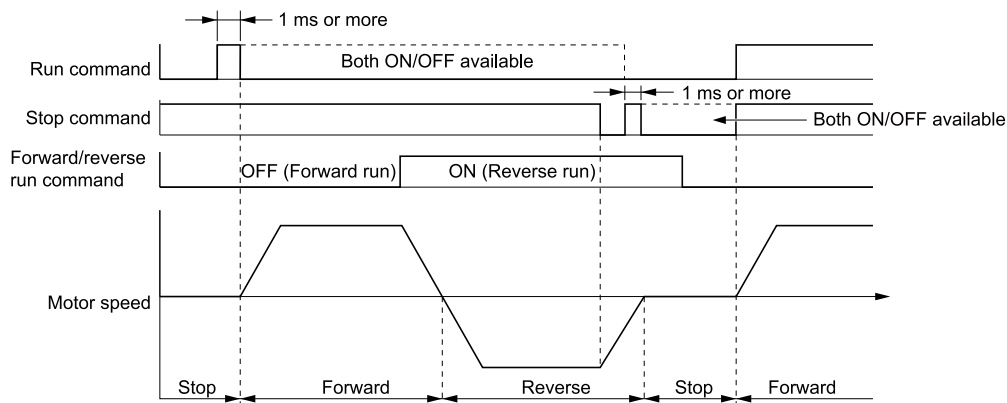 1 ms or more
Run command
Both ON/OFF available
1 ms or more
Stop command
Both ON/OFF available
Forward/reverse
run command
OFF (Forward run)
ON (Reverse run)
Motor speed
Stop
Forward
Reverse
Stop
Forward